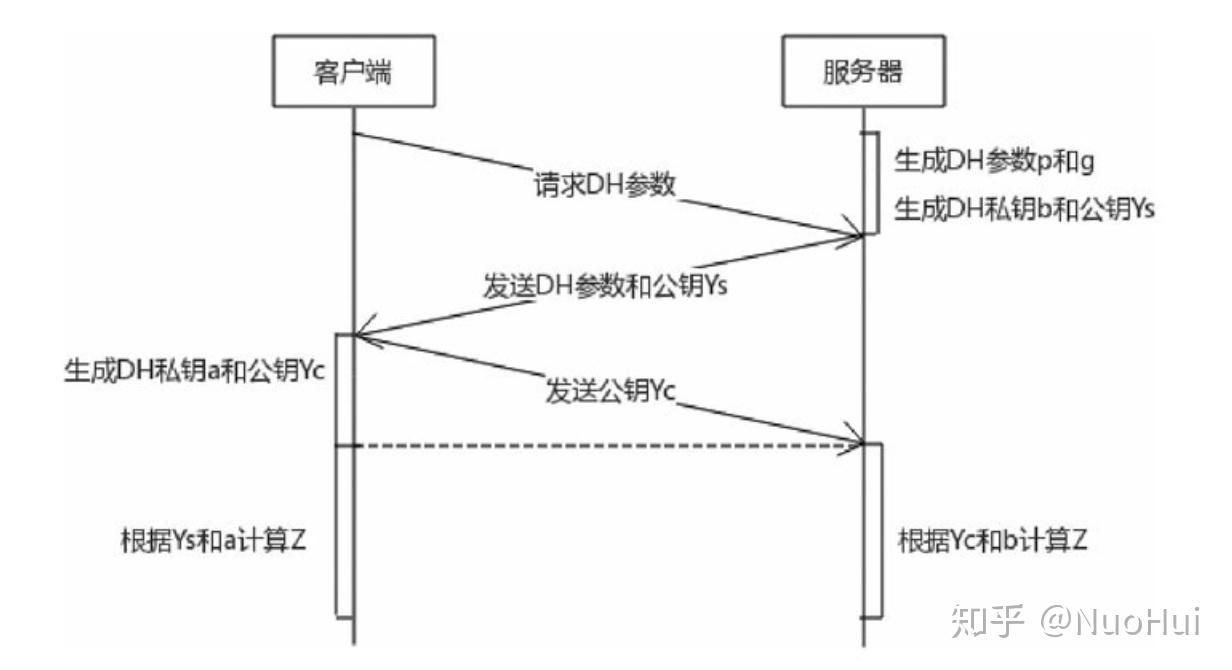 客户端
服务器
生成DH参数p和g
请求DH参数
生成DH私钥b和公钥Ys
发送DH参数和公钥Ys
生成DH私钥a和公钥Yc
发送公钥Yc
根据Ys和a计算Z
根据Yc和b计算Z
知乎 @NuoHui